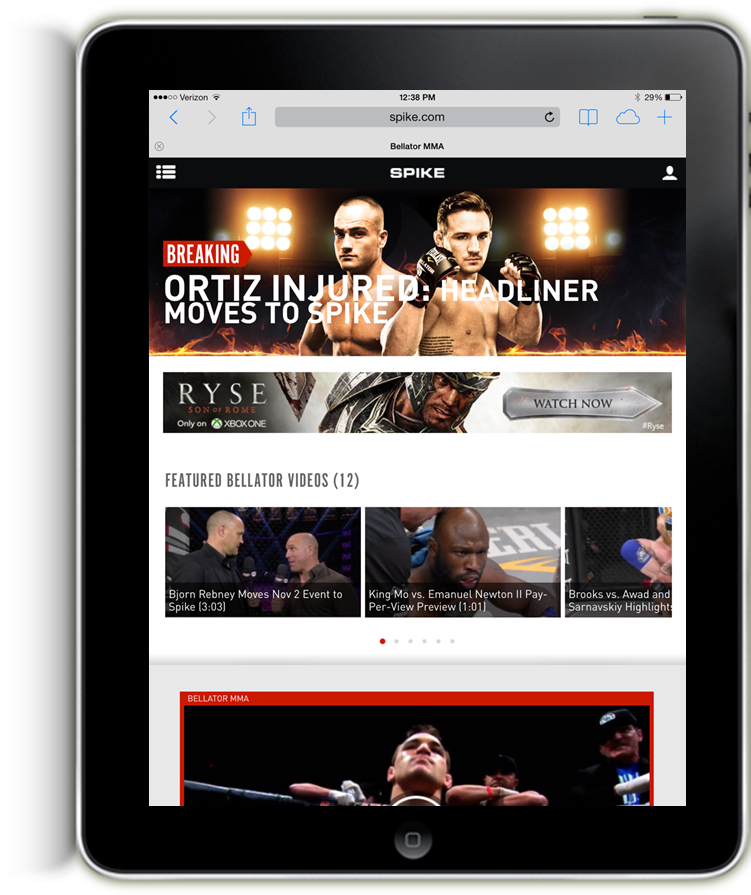 Verizon 12:38 PM 29%
spike.com
Bellator MMA
SPIKE
BREAKING
ORTIZ INJURED: HEADLINER
MOVES TO SPIKE
RYSE
SON OF ROME
Only on XBOX ONE
WATCH NOW
#Ryse
FEATURED BELLATOR VIDEOS (12)
Bjorn Rebney Moves Nov 2 Event to
Spike (3:03)
King Mo vs. Emanuel Newton II Pay-
Per-View Preview (1:01)
Brooks vs. Awad and
Sarnavskiy Highlights
BELLATOR MMA